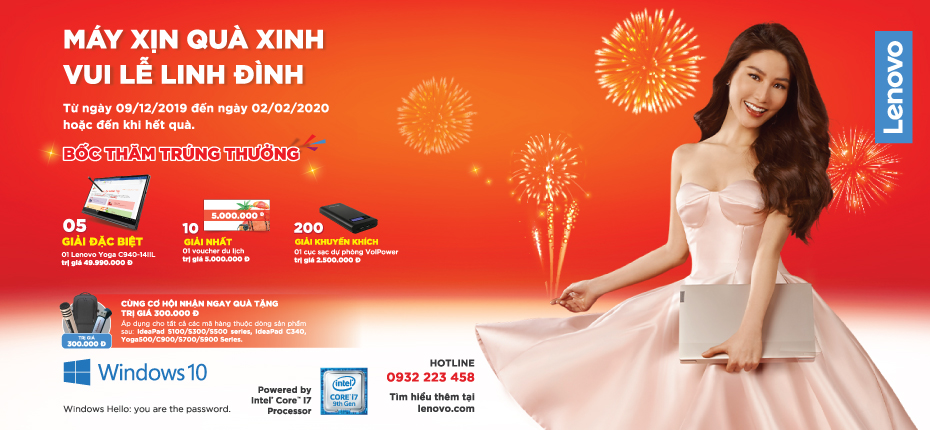 MÁY XỊN QUÀ XINH
VUI LỄ LINH ĐÌNH
Từ ngày 09/12/2019 đến ngày 02/02/2020
hoặc đến khi hết quà.
BỐC THĂM TRÚNG THƯỞNG
05
GIẢI ĐẶC BIỆT
01 Lenovo Yoga C940-14IIL
trị giá 49.990.000 Đ
5.000.000 Đ
10
GIẢI NHẤT
01 voucher du lịch
trị giá 5.000.000 Đ
200
GIẢI KHUYẾN KHÍCH
01 cục sạc dự phòng VolPower
trị giá 2.500.000 Đ
TRỊ GIÁ
300.000 Đ
CÙNG CƠ HỘI NHẬN NGAY QUÀ TẶNG
TRỊ GIÁ 300.000 Đ
Áp dụng cho tất cả các mã hàng thuộc dòng sản phẩm
sau: IdeaPad S100/S300/S500 series, IdeaPad C340,
Yoga500/C900/S700/S900 Series.
Windows 10
Windows Hello: you are the password.
Powered by
Intel® Core™ i7
Processor
intel
CORE i7
9th Gen
HOTLINE
0932 223 458
Tìm hiểu thêm tại
lenovo.com
Lenovo